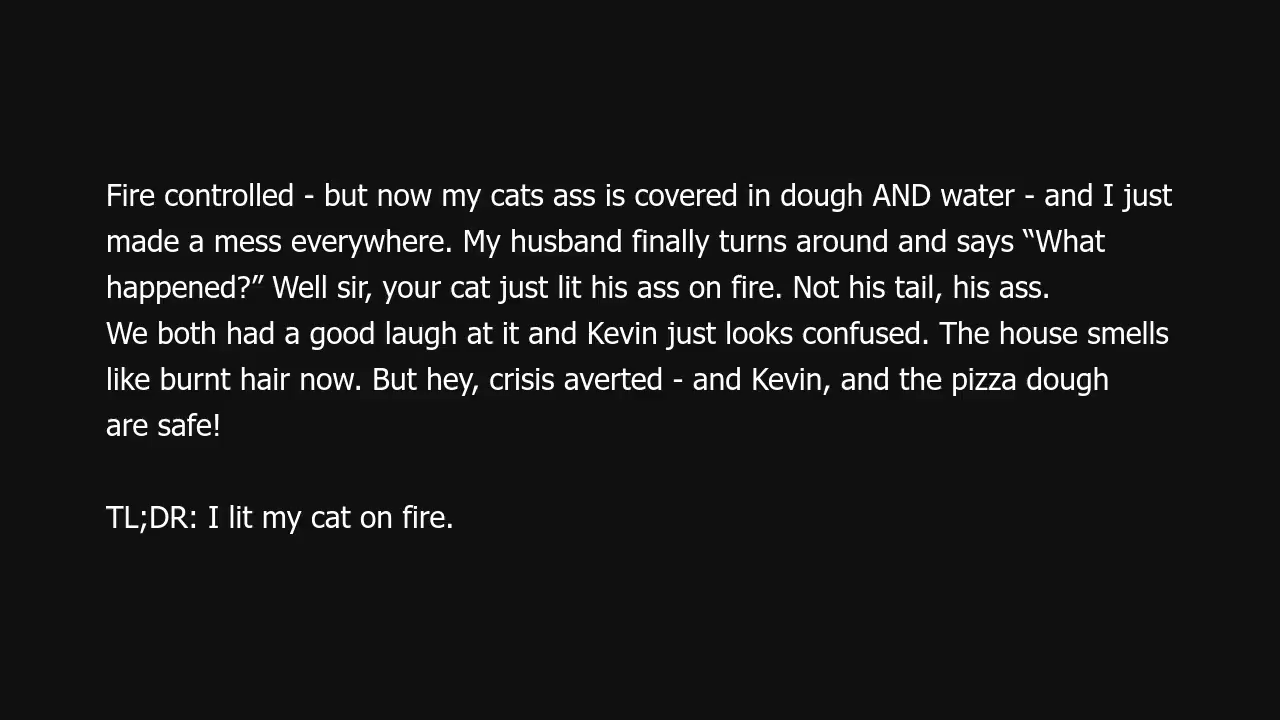 Fire controlled - but now my cats ass is covered in dough AND water - and I just
made a mess everywhere. My husband finally turns around and says “What
happened?” Well sir, your cat just lit his ass on fire. Not his tail, his ass.
We both had a good laugh at it and Kevin just looks confused. The house smells
like burnt hair now. But hey, crisis averted - and Kevin, and the pizza dough
are safe!
TL;DR: I lit my cat on fire.